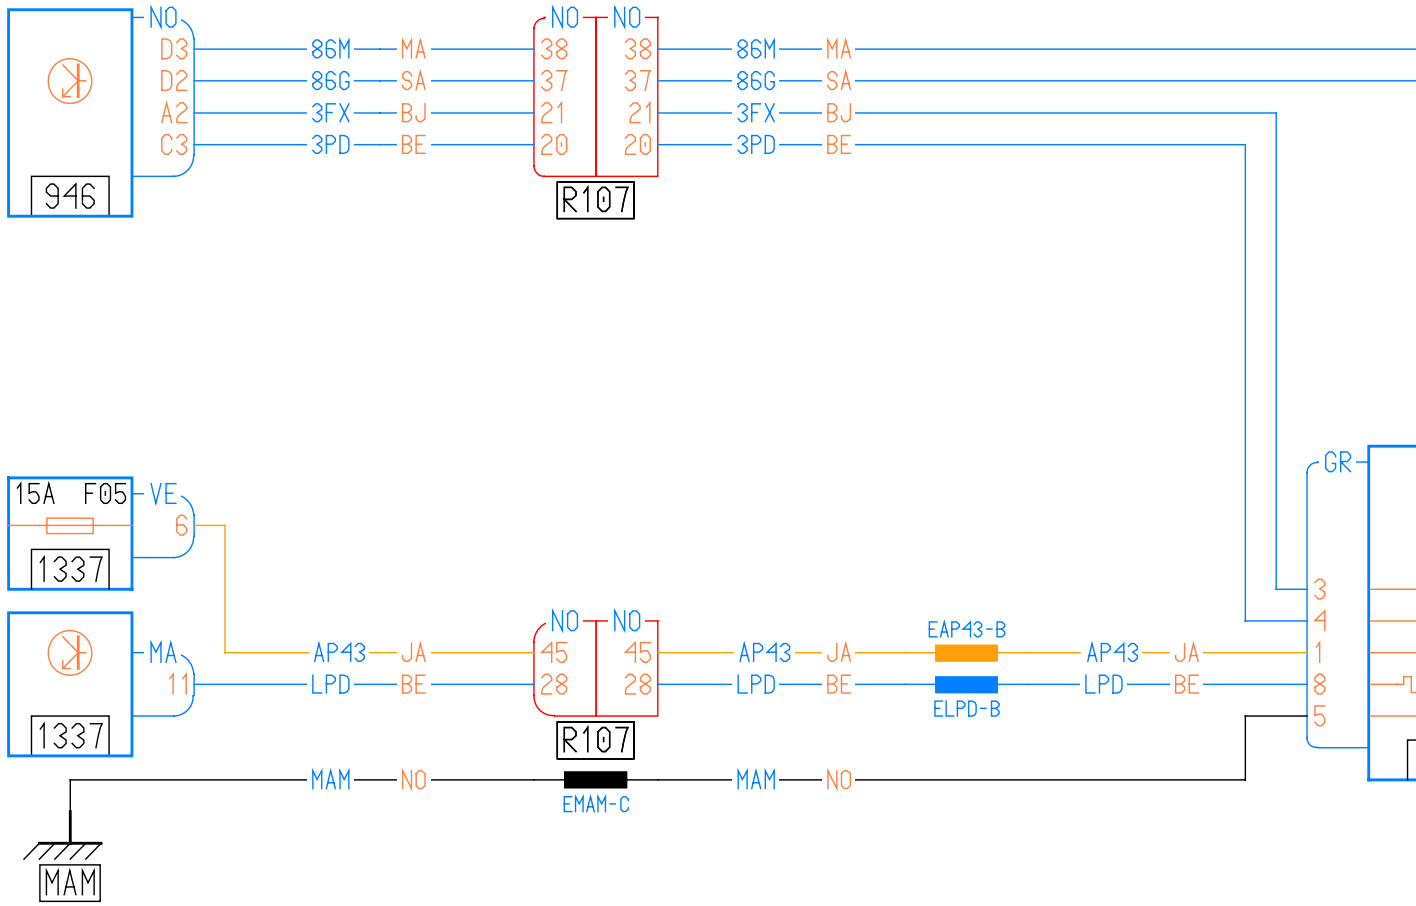 NO NO NO
D3 86M MA 38 38 86M MA
D2 86G SA 37 37 86G SA
A2 3FX BJ 21 21 3FX BJ
C3 3PD BE 20 20 3PD BE
946 R107
GR
15A F05 VE
6
1337
3
NO NO 4
EAP43-B
MA AP43 JA 45 45 AP43 JA AP43 JA 1
11 LPD BE 28 28 LPD BE LPD BE 8
ELPD-B
5
1337 R107
MAM NO MAM NO
EMAM-C
MAM